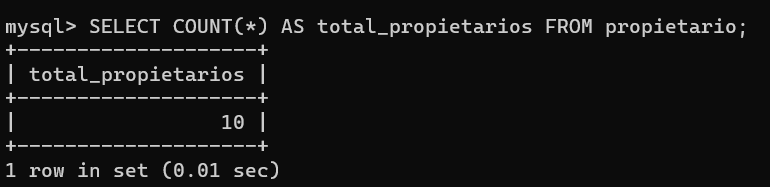 mysql> SELECT COUNT(*) AS total_propietarios FROM propietario;
+--------------------+
| total_propietarios |
+--------------------+
|                 10 |
+--------------------+
1 row in set (0.01 sec)